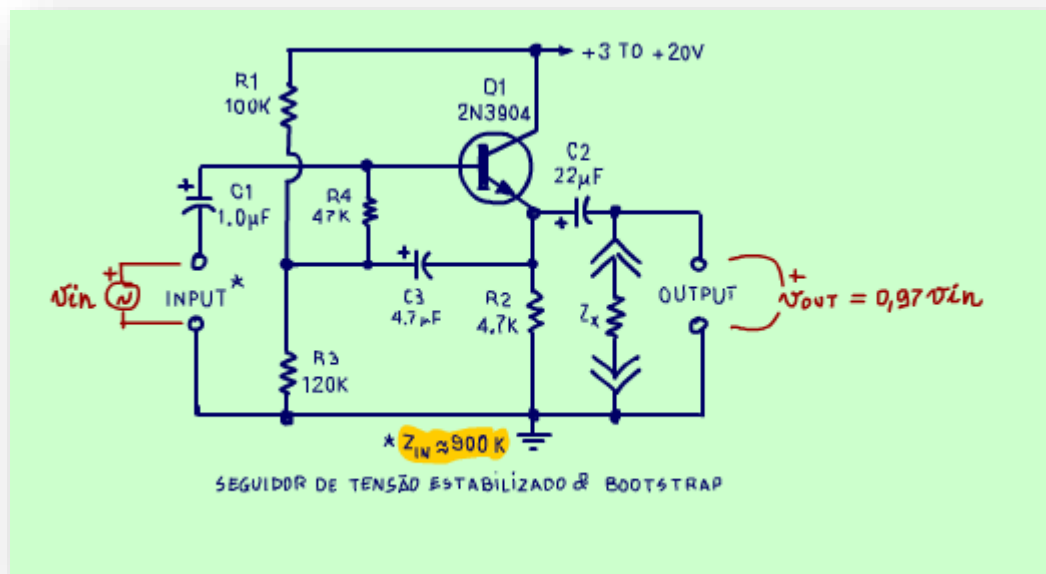 +3 TO +20V
R1
100K
Q1
2N3904
C2
22µF
+
C1
1.0µF
R4
47K
+
+
+
vin
INPUT *
+
C3
4.7µF
R2
4.7K
Zx
OUTPUT
+
vOUT = 0,97 vin
R3
120K
* ZIN ≈ 900 K
SEGUIDOR DE TENSÃO ESTABILIZADO & BOOTSTRAP